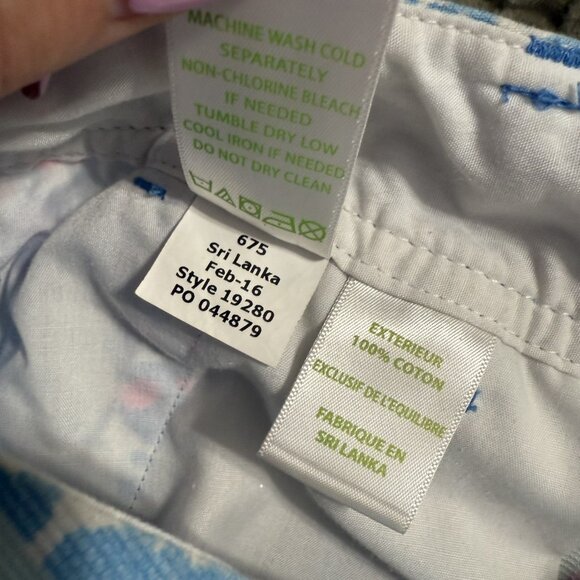 MACHINE WASH COLD
SEPARATELY
NON-CHLORINE BLEACH
IF NEEDED
TUMBLE DRY LOW
COOL IRON IF NEEDED
DO NOT DRY CLEAN
675
Sri Lanka
Feb-16
Style 19280
PO 044879
EXTERIEUR
100% COTON
EXCLUSIF DE L'EQUILIBRE
FABRIQUE EN
SRI LANKA